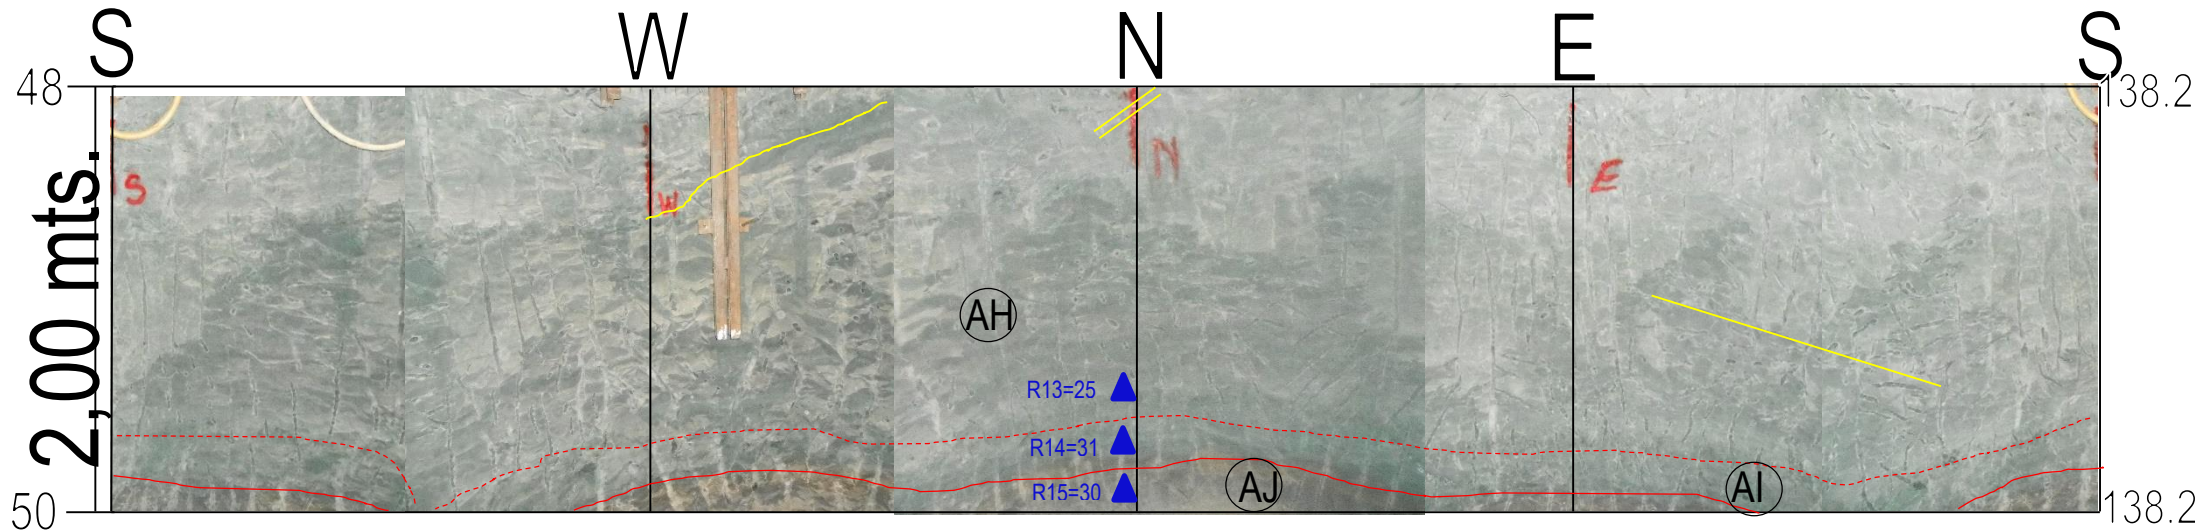 S W N E S
48 138.2
2,00 mts.
S W N E
AH
R13=25
R14=31
R15=30
AJ AI
50 138.2